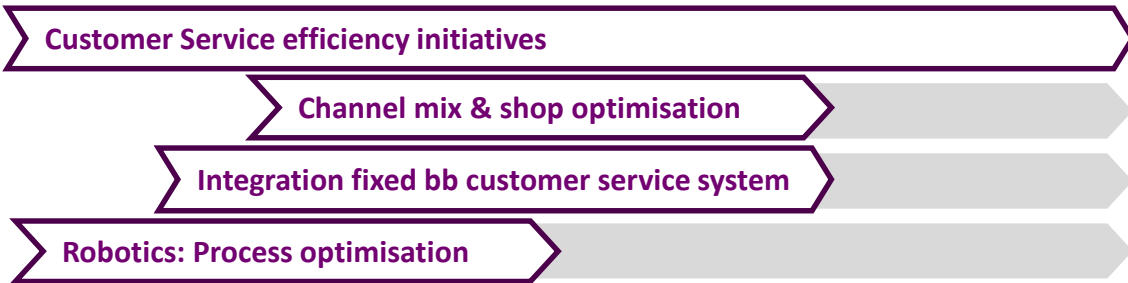 Customer Service efficiency initiatives
Channel mix & shop optimisation
Integration fixed bb customer service system
Robotics: Process optimisation